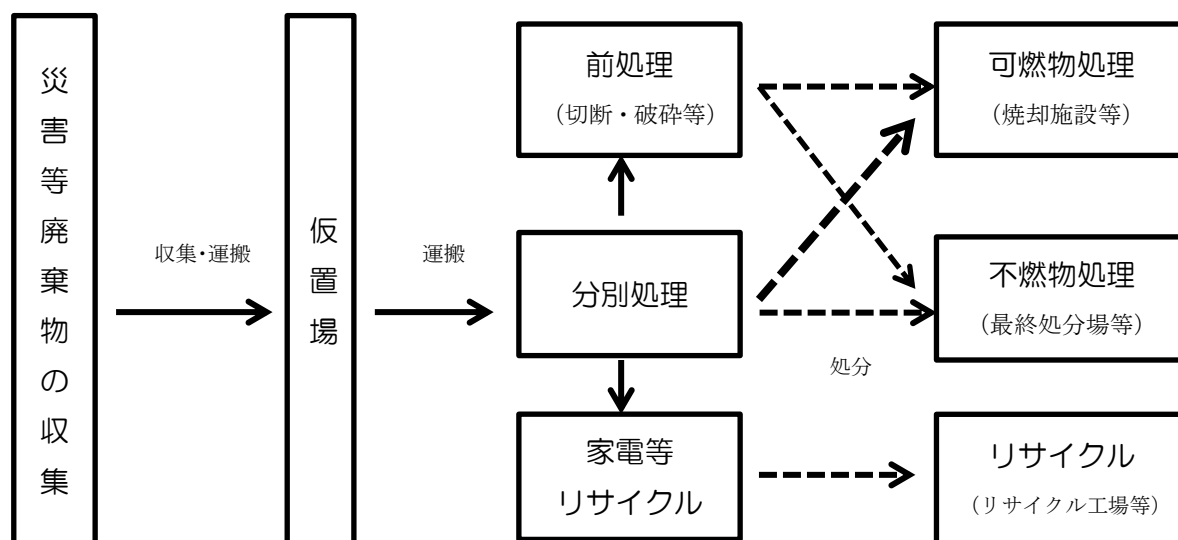 災害等廃棄物の収集
収集・運搬
仮置場
運搬
前処理
（切断・破砕等）
分別処理
家電等
リサイクル
処分
可燃物処理
（焼却施設等）
不燃物処理
（最終処分場等）
リサイクル
（リサイクル工場等）